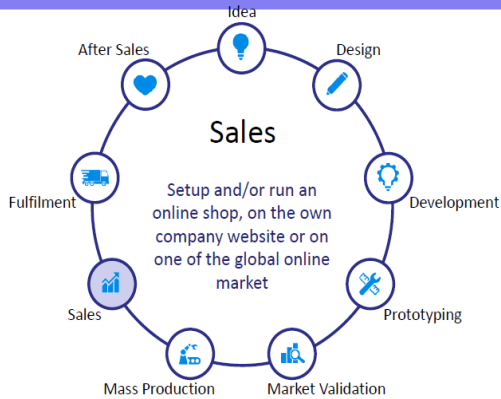 Idea
After Sales
Design
Sales
Setup and/or run an
online shop, on the own
company website or on
one of the global online
market
Fulfilment
Development
Sales
Prototyping
Mass Production
Market Validation